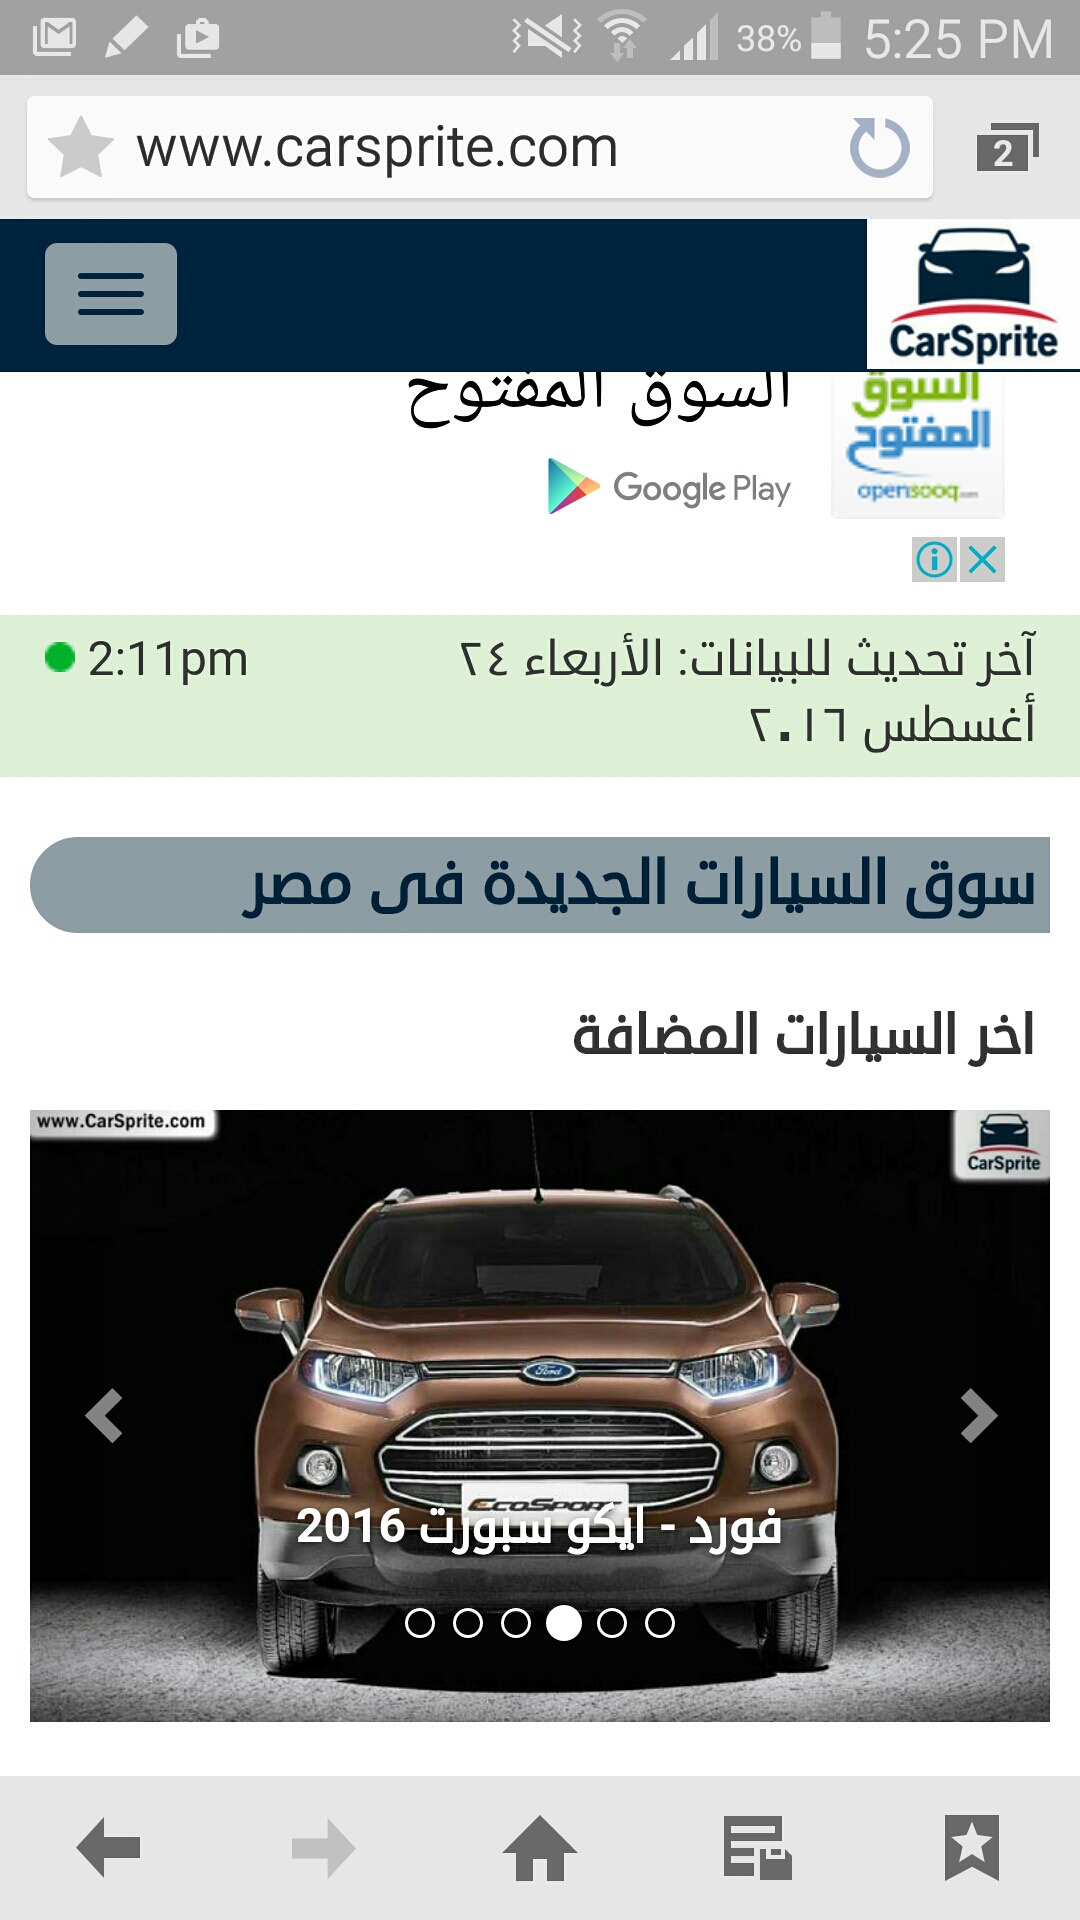 38% 5:25 PM
www.carsprite.com
2
CarSprite
السوق المفتوح
السوق
المفتوح
opensooq.com
Google Play
آخر تحديث للبيانات: الأربعاء ٢٤
2:11pm
أغسطس ٢٠١٦
سوق السيارات الجديدة فى مصر
اخر السيارات المضافة
www.CarSprite.com
CarSprite
Ford
EcoSport
فورد - ايكو سبورت 2016